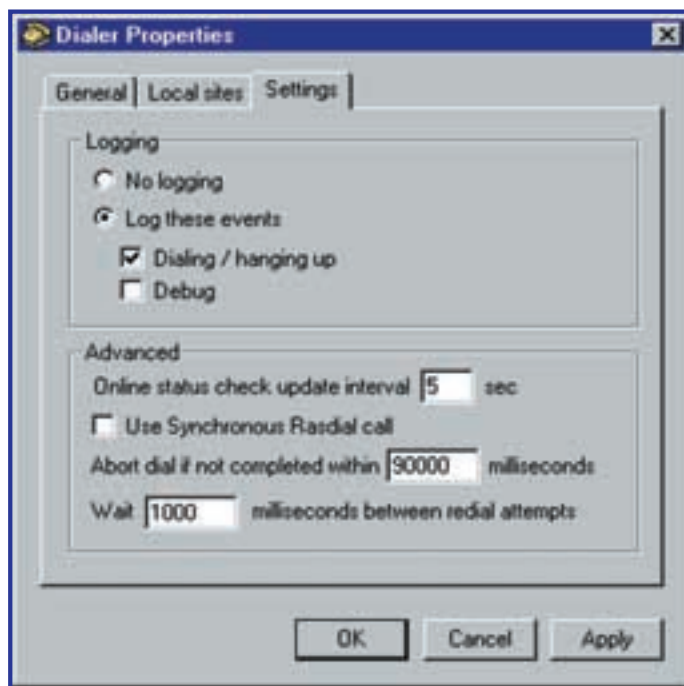 Dialer Properties
General Local sites Settings
Logging
No logging
Log these events
Dialing / hanging up
Debug
Advanced
Online status check update interval 5 sec
Use Synchronous Rasdial call
Abort dial if not completed within 90000 milliseconds
Wait 1000 milliseconds between redial attempts
OK Cancel Apply